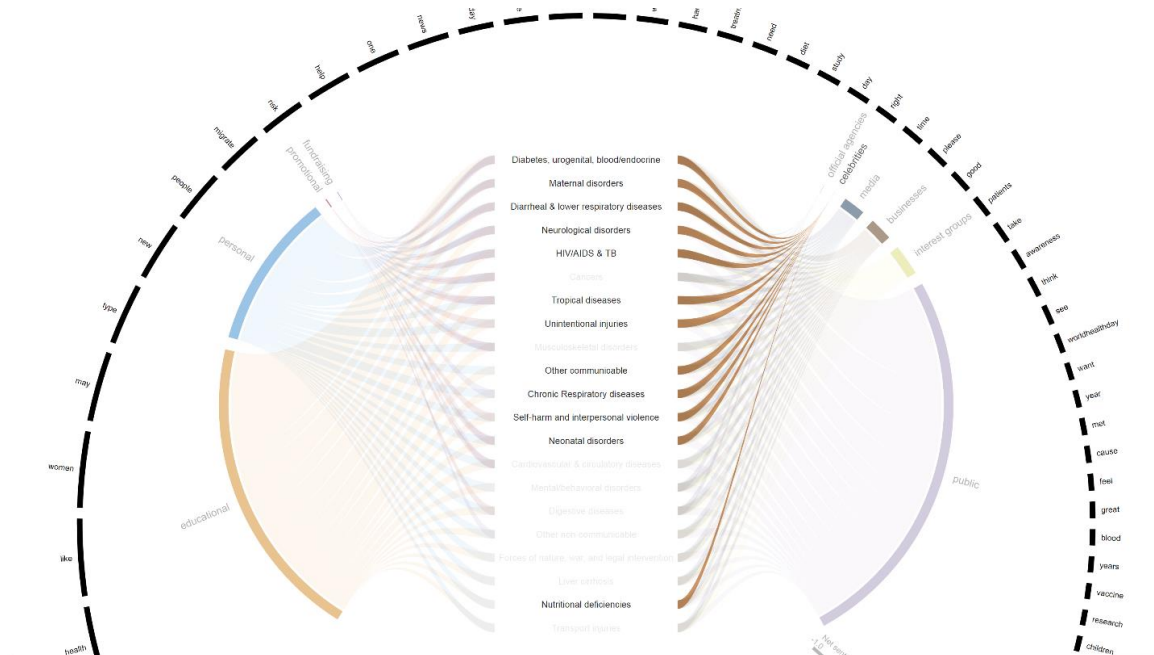 health
like
women
may
type
new
people
migrate
risk
help
one
news
need
diet
study
day
right
time
please
good
patients
take
awareness
think
see
worldhealthday
want
year
met
cause
feel
great
blood
years
vaccine
research
children
fundraising
promotional
personal
educational
official agencies
celebrities
media
businesses
interest groups
public
Diabetes, urogenital, blood/endocrine
Maternal disorders
Diarrheal & lower respiratory diseases
Neurological disorders
HIV/AIDS & TB
Cancers
Tropical diseases
Unintentional injuries
Musculoskeletal disorders
Other communicable
Chronic Respiratory diseases
Self-harm and interpersonal violence
Neonatal disorders
Cardiovascular & circulatory diseases
Mental/behavioral disorders
Digestive diseases
Other non communicable
Forces of nature, war, and legal intervention
Liver cirrhosis
Nutritional deficiencies
Transport injuries
-1.0